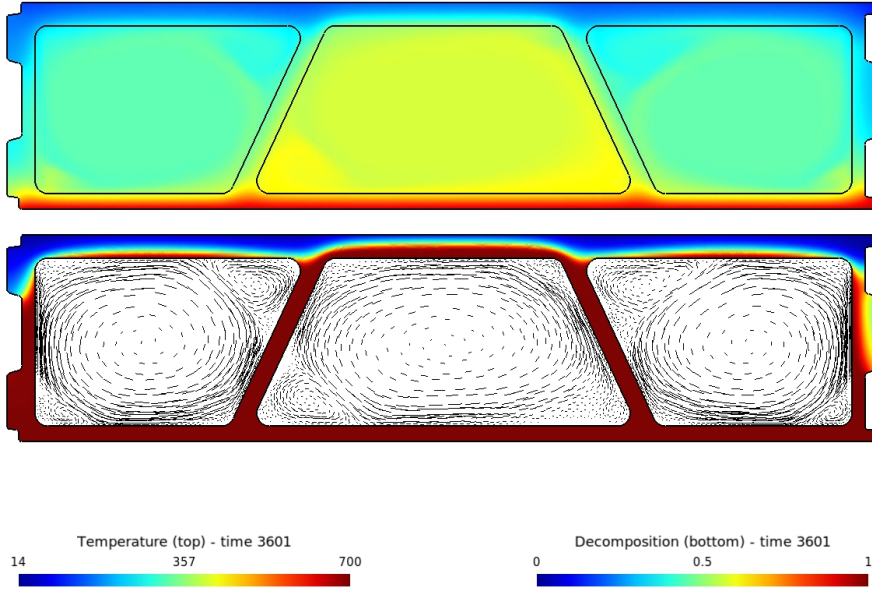 Temperature (top) - time 3601
14 357 700
Decomposition (bottom) - time 3601
0 0.5 1